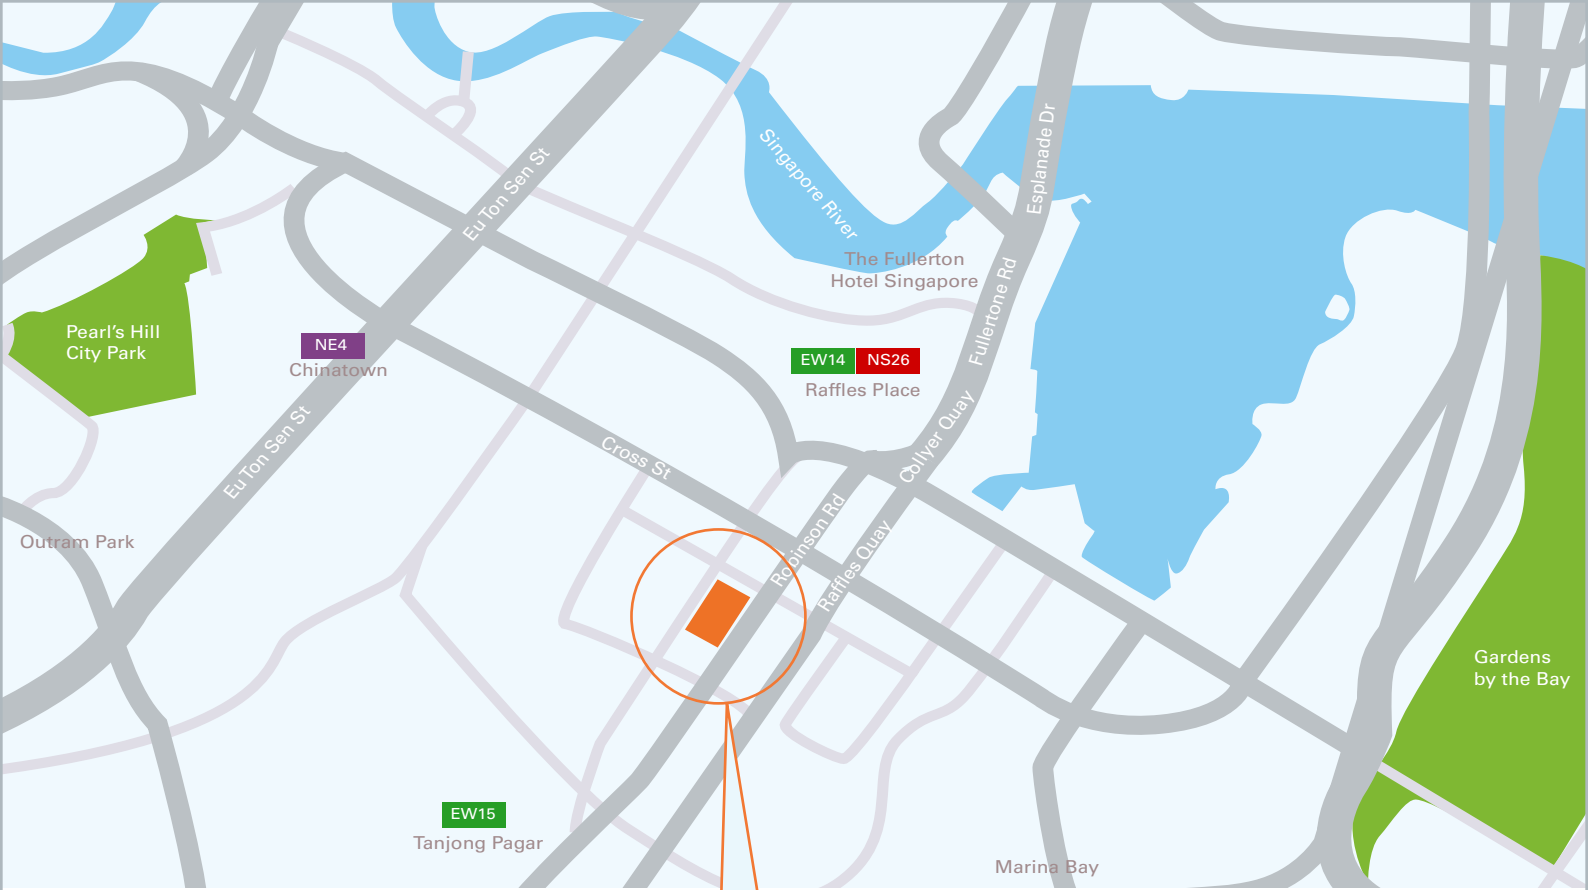 Singapore River
Esplanade Dr
Eu Ton Sen St
The Fullerton
Hotel Singapore
Fullertone Rd
Pearl's Hill
City Park
NE4
Chinatown
EW14
NS26
Raffles Place
Eu Ton Sen St
Cross St
Collyer Quay
Robinson Rd
Raffles Quay
Outram Park
Gardens
by the Bay
EW15
Tanjong Pagar
Marina Bay